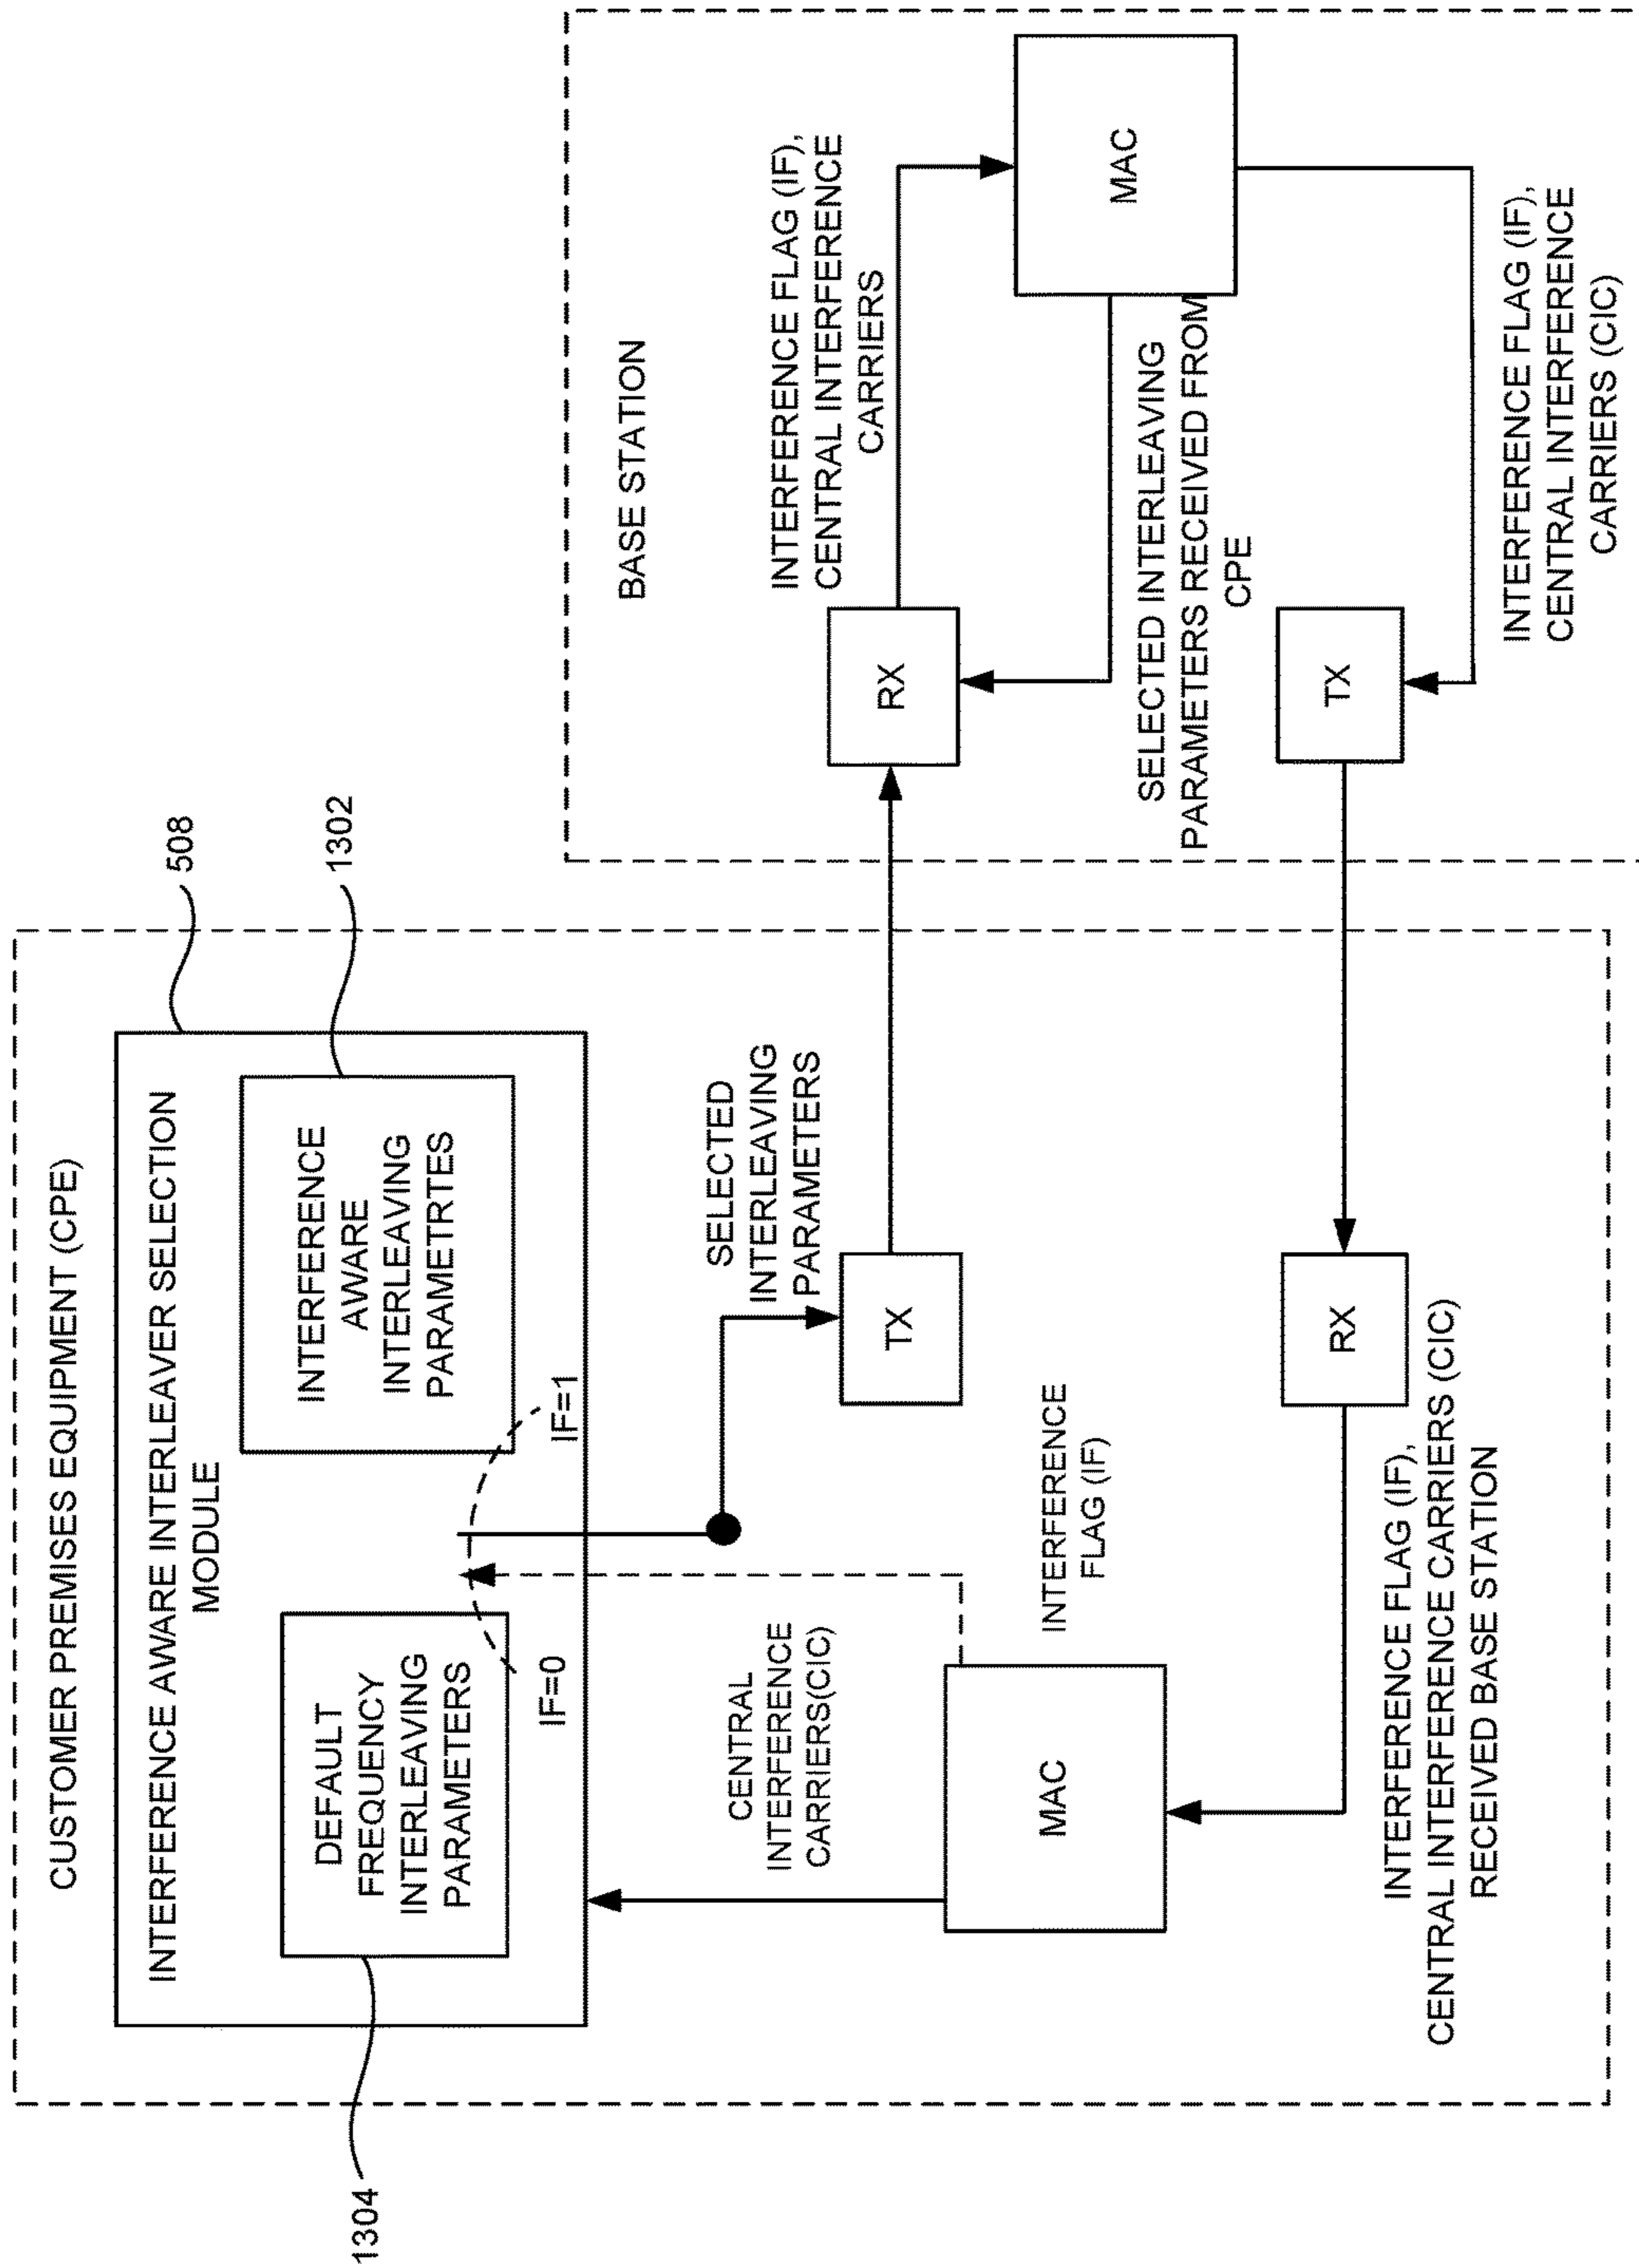 CUSTOMER PREMISES EQUIPMENT (CPE)
508
INTERFERENCE AWARE INTERLEAVER SELECTION
MODULE
1302
1304
DEFAULT
FREQUENCY
INTERLEAVING
PARAMETERS
INTERFERENCE
AWARE
INTERLEAVING
PARAMETRTES
IF=0
IF=1
CENTRAL
INTERFERENCE
CARRIERS(CIC)
INTERFERENCE
FLAG (IF)
SELECTED
INTERLEAVING
PARAMETERS
TX
MAC
RX
INTERFERENCE FLAG (IF),
CENTRAL INTERFERENCE CARRIERS (CIC)
RECEIVED BASE STATION
BASE STATION
INTERFERENCE FLAG (IF),
CENTRAL INTERFERENCE
CARRIERS
RX
MAC
SELECTED INTERLEAVING
PARAMETERS RECEIVED FROM
CPE
TX
INTERFERENCE FLAG (IF),
CENTRAL INTERFERENCE
CARRIERS (CIC)